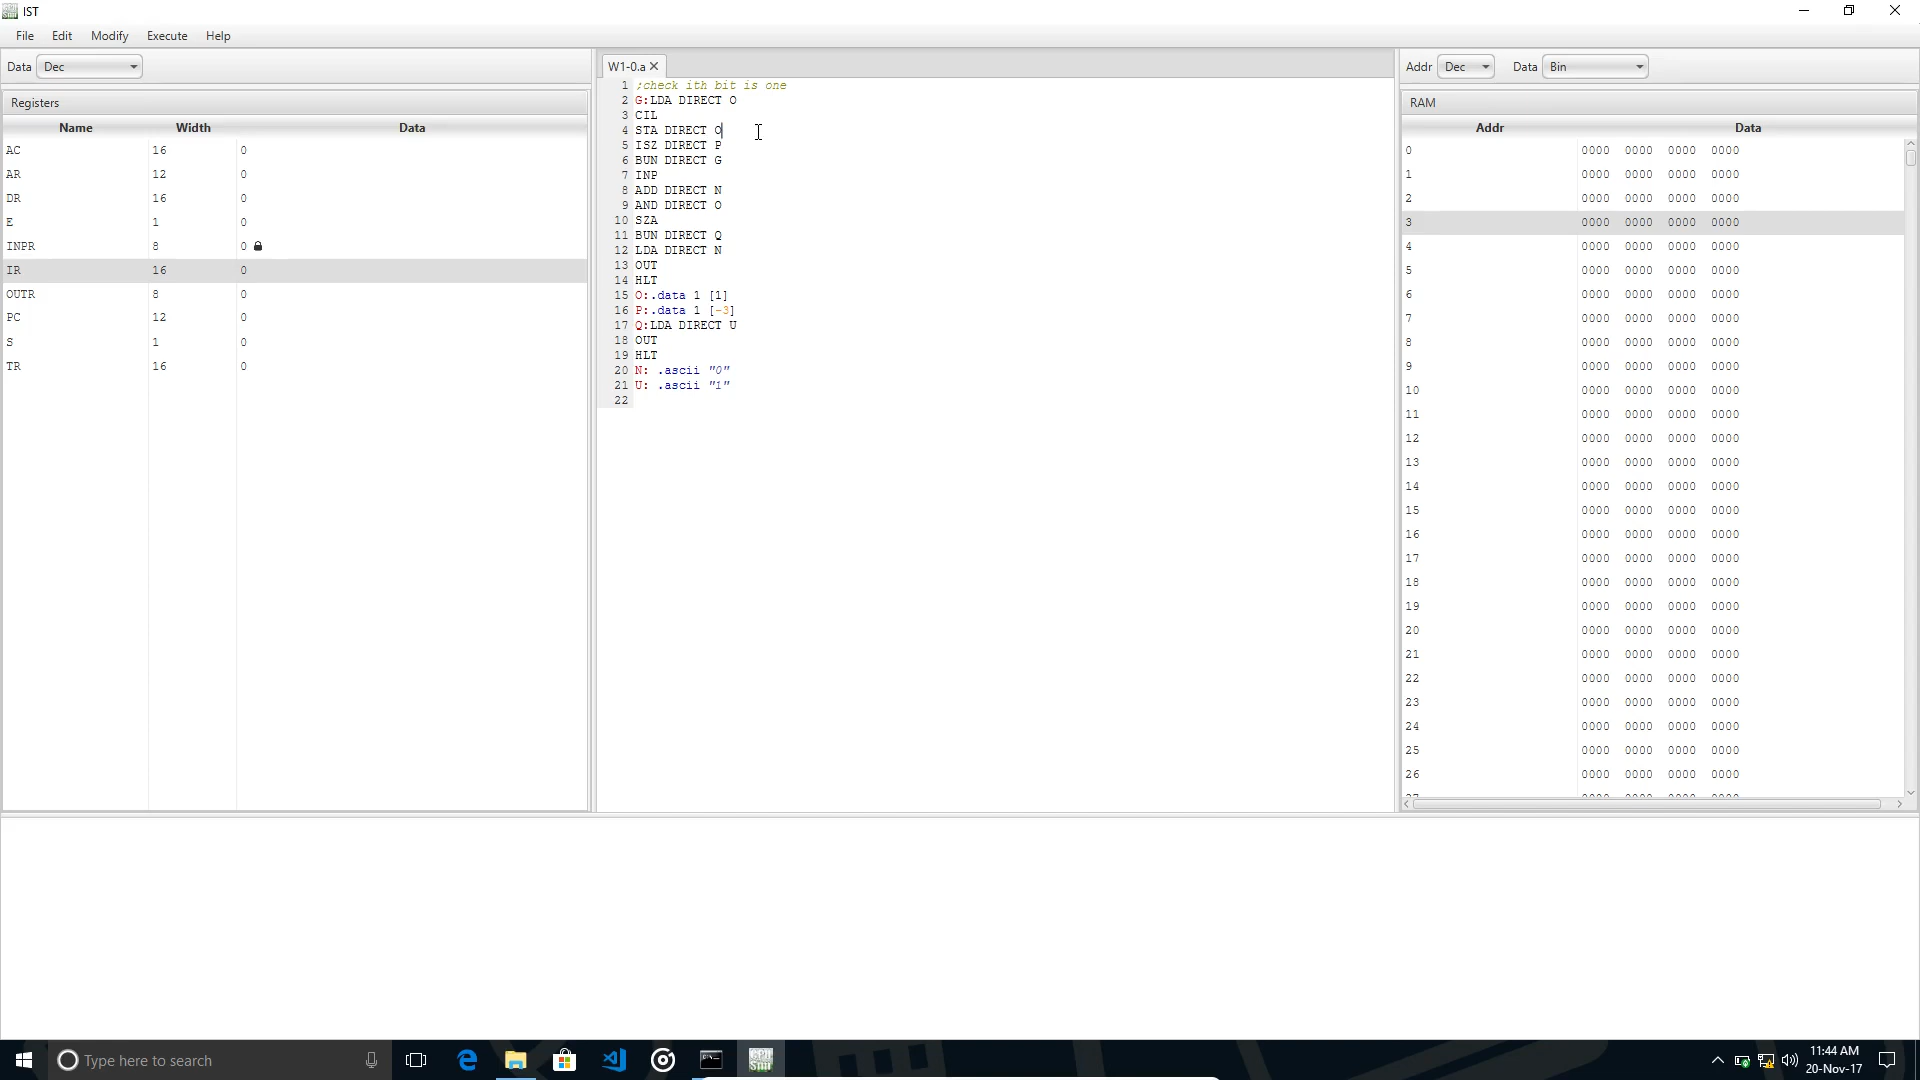 IST
File Edit Modify Execute Help
Data Dec
W1-0.a
Addr Dec Data Bin
Registers
Name Width Data
AC 16 0
AR 12 0
DR 16 0
E 1 0
INPR 8 0
IR 16 0
OUTR 8 0
PC 12 0
S 1 0
TR 16 0
1 ;check ith bit is one
2 G:LDA DIRECT O
3 CIL
4 STA DIRECT O
5 ISZ DIRECT P
6 BUN DIRECT G
7 INP
8 ADD DIRECT N
9 AND DIRECT O
10 SZA
11 BUN DIRECT Q
12 LDA DIRECT N
13 OUT
14 HLT
15 O:.data 1 [1]
16 P:.data 1 [-3]
17 Q:LDA DIRECT U
18 OUT
19 HLT
20 N: .ascii "0"
21 U: .ascii "1"
22
RAM
Addr Data
0 0000 0000 0000 0000
1 0000 0000 0000 0000
2 0000 0000 0000 0000
3 0000 0000 0000 0000
4 0000 0000 0000 0000
5 0000 0000 0000 0000
6 0000 0000 0000 0000
7 0000 0000 0000 0000
8 0000 0000 0000 0000
9 0000 0000 0000 0000
10 0000 0000 0000 0000
11 0000 0000 0000 0000
12 0000 0000 0000 0000
13 0000 0000 0000 0000
14 0000 0000 0000 0000
15 0000 0000 0000 0000
16 0000 0000 0000 0000
17 0000 0000 0000 0000
18 0000 0000 0000 0000
19 0000 0000 0000 0000
20 0000 0000 0000 0000
21 0000 0000 0000 0000
22 0000 0000 0000 0000
23 0000 0000 0000 0000
24 0000 0000 0000 0000
25 0000 0000 0000 0000
26 0000 0000 0000 0000
Type here to search
11:44 AM
20-Nov-17